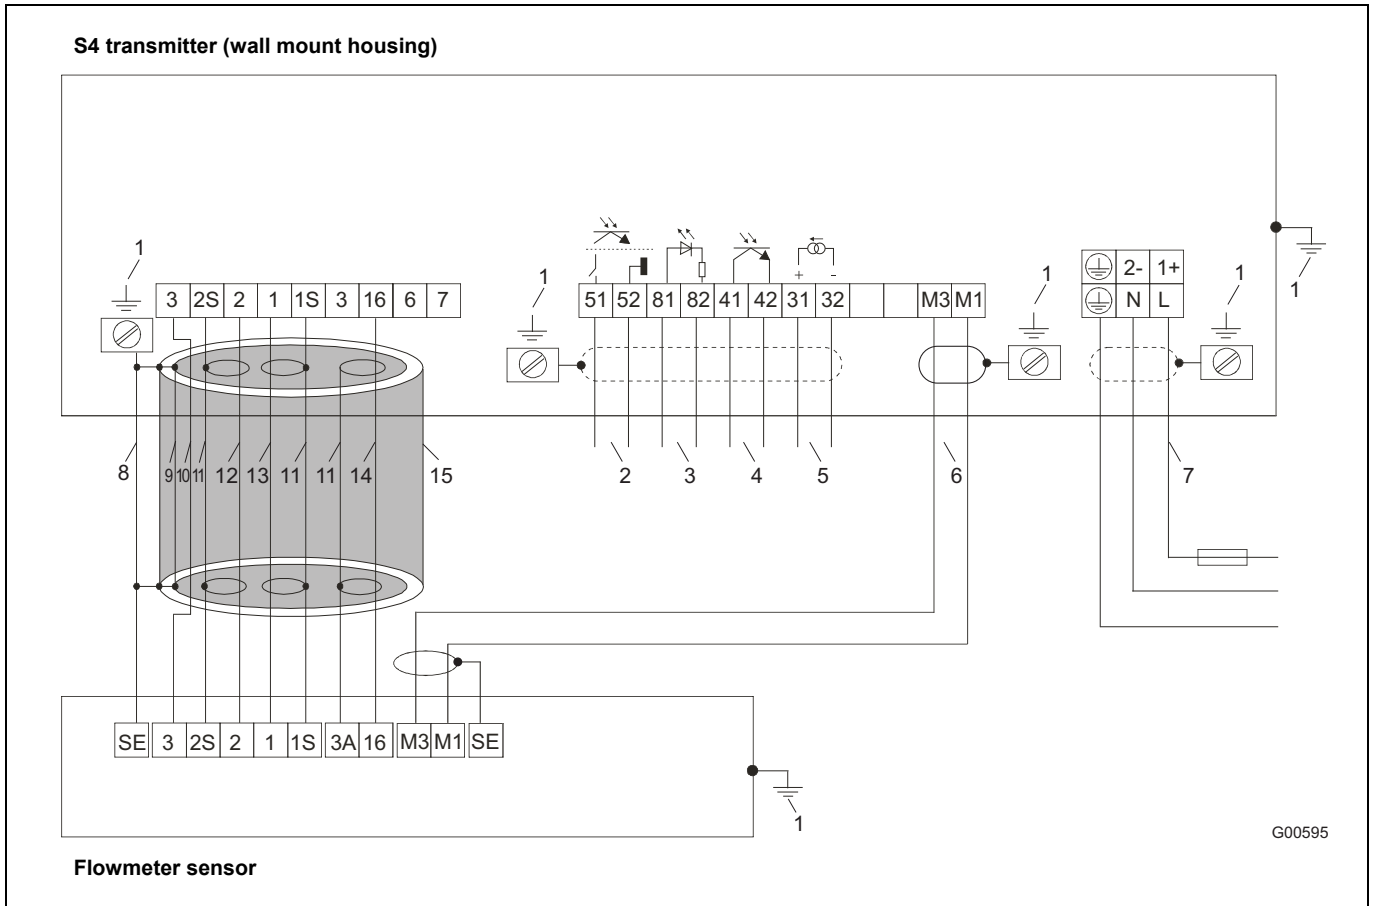 S4 transmitter (wall mount housing)
1
1
1
1
1
2- 1+
3 2S 2 1 1S 3 16 6 7
51 52 81 82 41 42 31 32 M3 M1
N L
+ -
8 9 10 11 12 13 11 11 14 15
2 3 4 5 6 7
SE 3 2S 2 1 1S 3A 16 M3 M1 SE
1
G00595
Flowmeter sensor